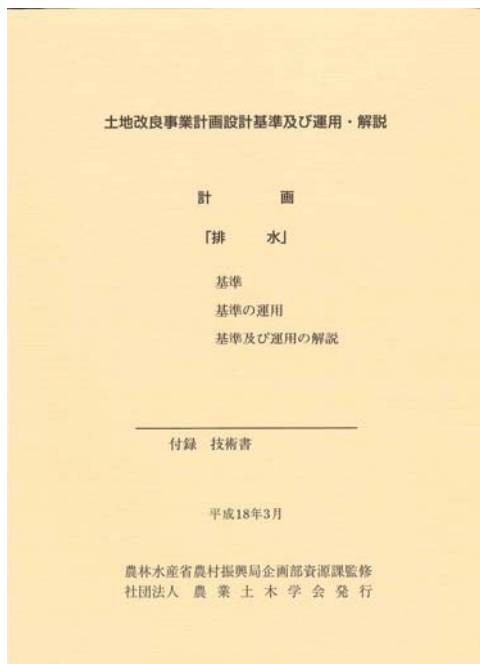 土地改良事業計画設計基準及び運用・解説
計 画
「排 水」
基準
基準の運用
基準及び運用の解説
付録 技術書
平成18年3月
農林水産省農村振興局企画部資源課監修
社団法人 農業土木学会発行